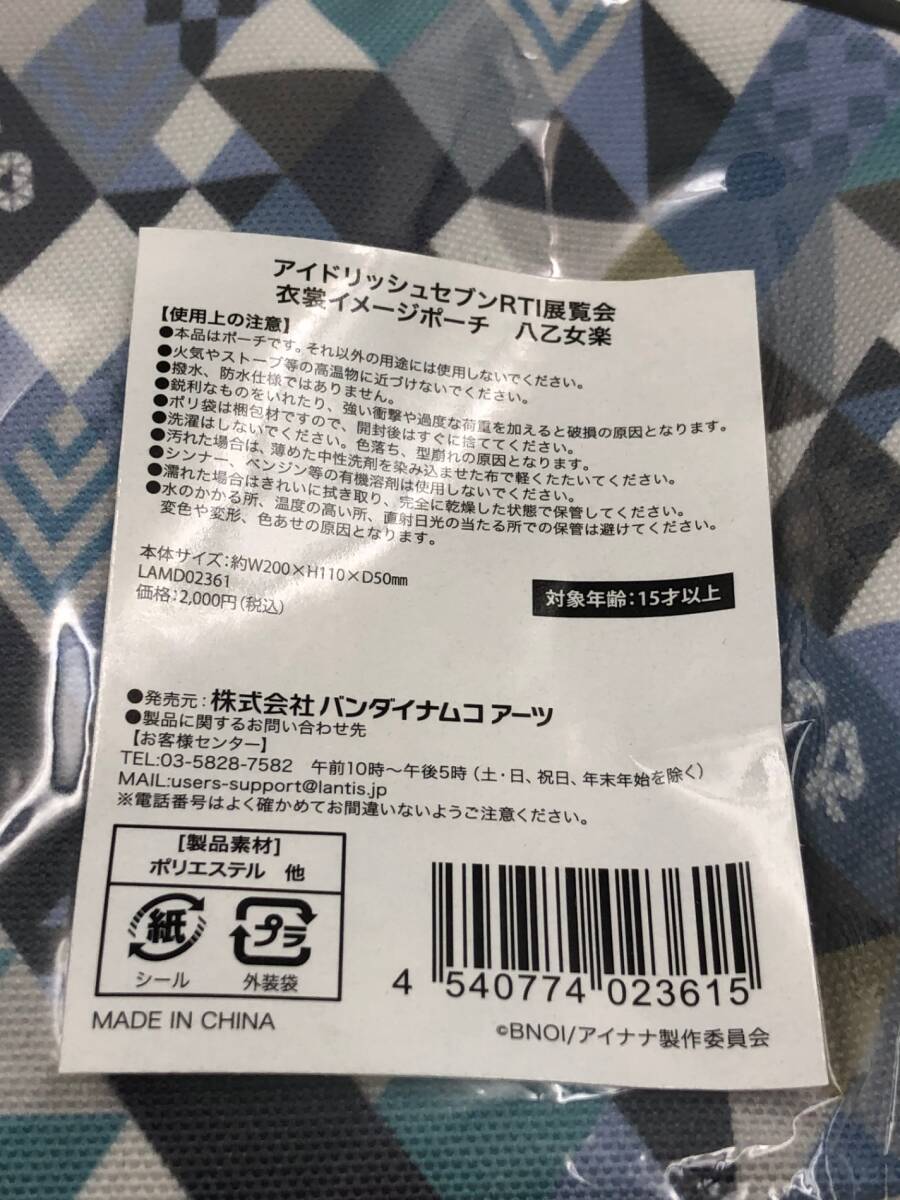 アイドリッシュセブンRTI展覧会
衣裳イメージポーチ 八乙女楽
【使用上の注意】
●本品はポーチです。それ以外の用途には使用しないでください。
●火気やストーブ等の高温物に近づけないでください。
●撥水、防水仕様ではありません。
●鋭利なものをいれたり、強い衝撃や過度な荷重を加えると破損の原因となります。
●ポリ袋は梱包材ですので、開封後はすぐに捨ててください。
●洗濯はしないでください。色落ち、型崩れの原因となります。
●汚れた場合は、薄めた中性洗剤を染み込ませた布で軽くたたいてください。
●シンナー、ベンジン等の有機溶剤は使用しないでください。
●濡れた場合はきれいに拭き取り、完全に乾燥した状態で保管してください。
●水のかかる所、温度の高い所、直射日光の当たる所での保管は避けてください。
変色や変形、色あせの原因となります。
本体サイズ：約W200×H110×D50mm
LAMD02361
価格：2,000円（税込）
対象年齢：15才以上
●発売元：株式会社 バンダイナムコ アーツ
●製品に関するお問い合わせ先
【お客様センター】
TEL:03-5828-7582 午前10時～午後5時（土・日、祝日、年末年始を除く）
MAIL:users-support@lantis.jp
※電話番号はよく確かめてお間違いないようご注意ください。
[製品素材]
ポリエステル 他
紙
プラ
シール
外装袋
4 540774 023615
MADE IN CHINA
©BNOI/アイナナ製作委員会